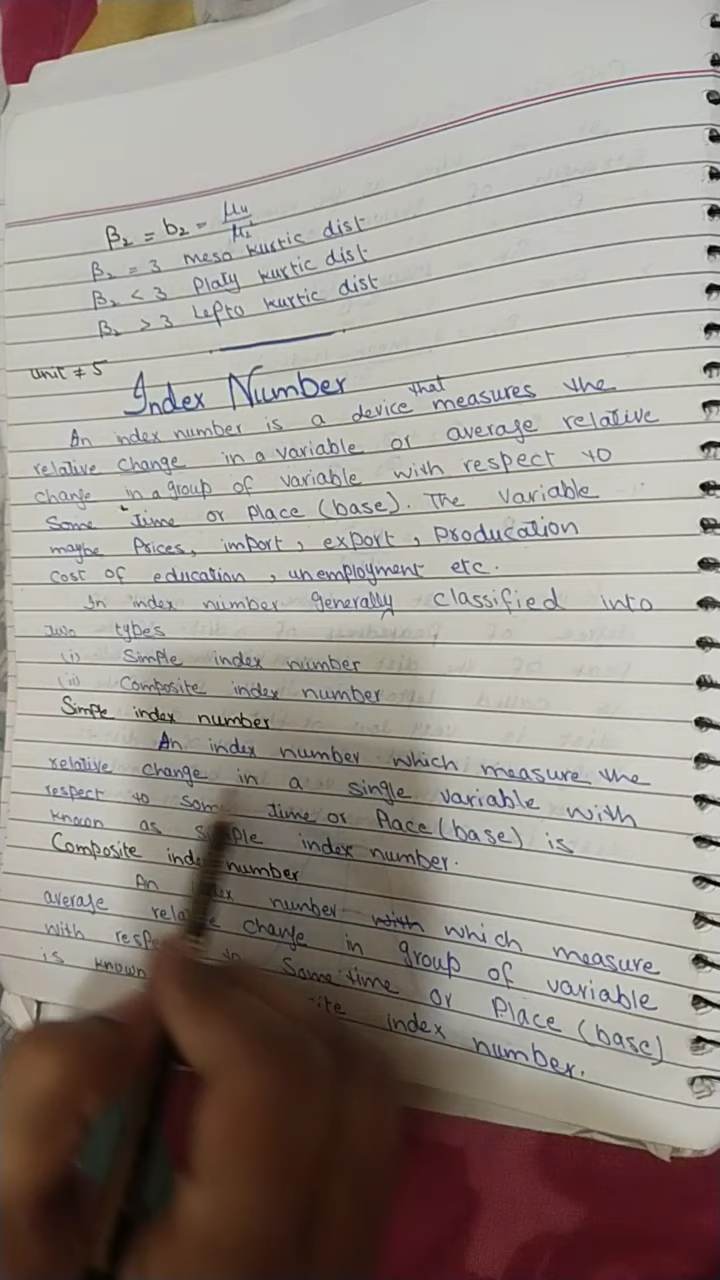 β₂ = b₂ = μ₄/μ₂²
β₂ = 3 Meso kurtic dist
β₂ < 3 Platy kurtic dist
β₂ > 3 Lepto kurtic dist
unit # 5
Index Number
An index number is a device that measures the
relative change in a variable or average relative
change in a group of variable with respect to
Some Time or Place (base). The variable
maybe Prices, import, export, Producation
cost of education, unemployment etc.
In index number generally classified into
Two types
(i) Simple index number
(ii) Composite index number
Simple index number
An index number which measure the
relative change in a single variable with
respect to some Time or Place (base) is
known as simple index number.
Composite index number
An index number with which measure
average relative change in group of variable
with respect to Some time or Place (base)
is known index number.